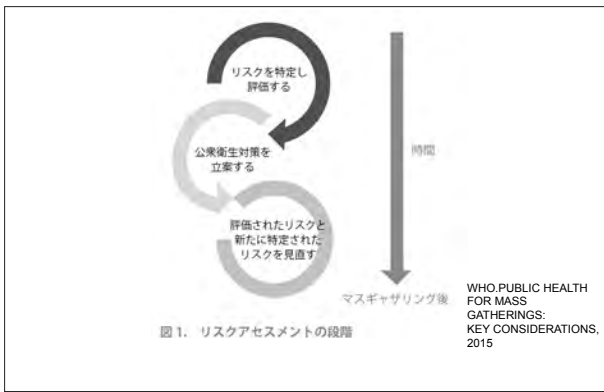 リスクを特定し
評価する
公衆衛生対策を
立案する
時間
評価されたリスクと
新たに特定された
リスクを見直す
マスギャザリング後
WHO.PUBLIC HEALTH
FOR MASS
GATHERINGS:
KEY CONSIDERATIONS,
2015
図1. リスクアセスメントの段階